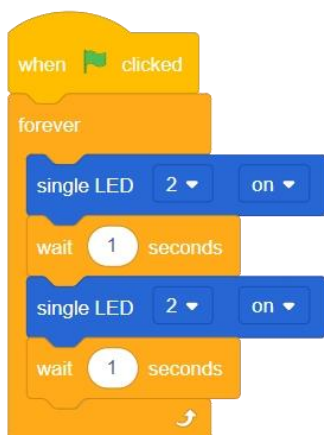 when clicked
forever
single LED 2 on
wait 1 seconds
single LED 2 on
wait 1 seconds